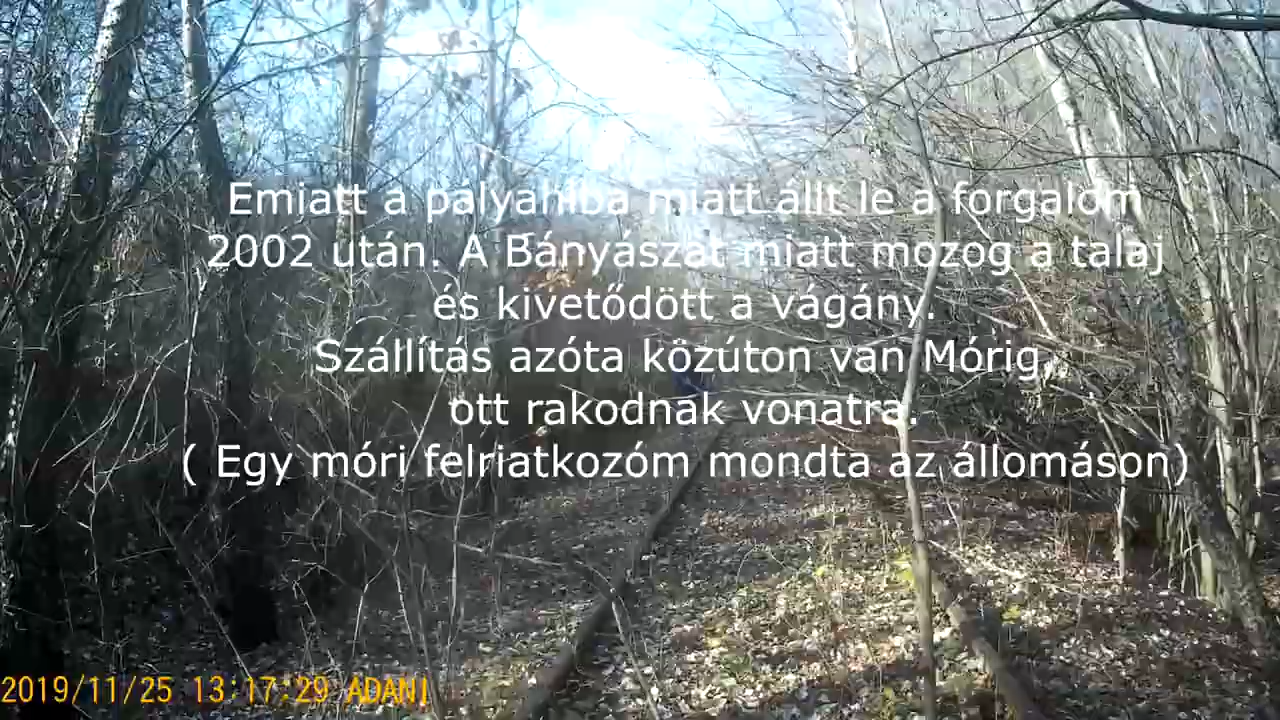 Emiatt a pályahiba miatt állt le a forgalom
2002 után. A Bányászat miatt mozog a talaj
és kivetődött a vágány.
Szállítás azóta közúton van Mórig,
ott rakodnak vonatra.
( Egy móri felriatkozóm mondta az állomáson)
2019/11/25 13:17:29 ADANI